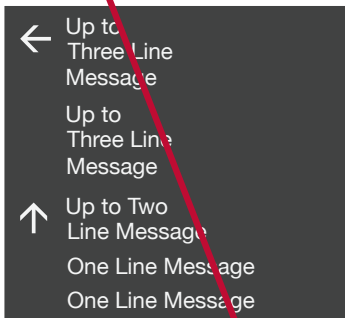 Up to
Three Line
Message
Up to
Three Line
Message
Up to Two
Line Message
One Line Message
One Line Message